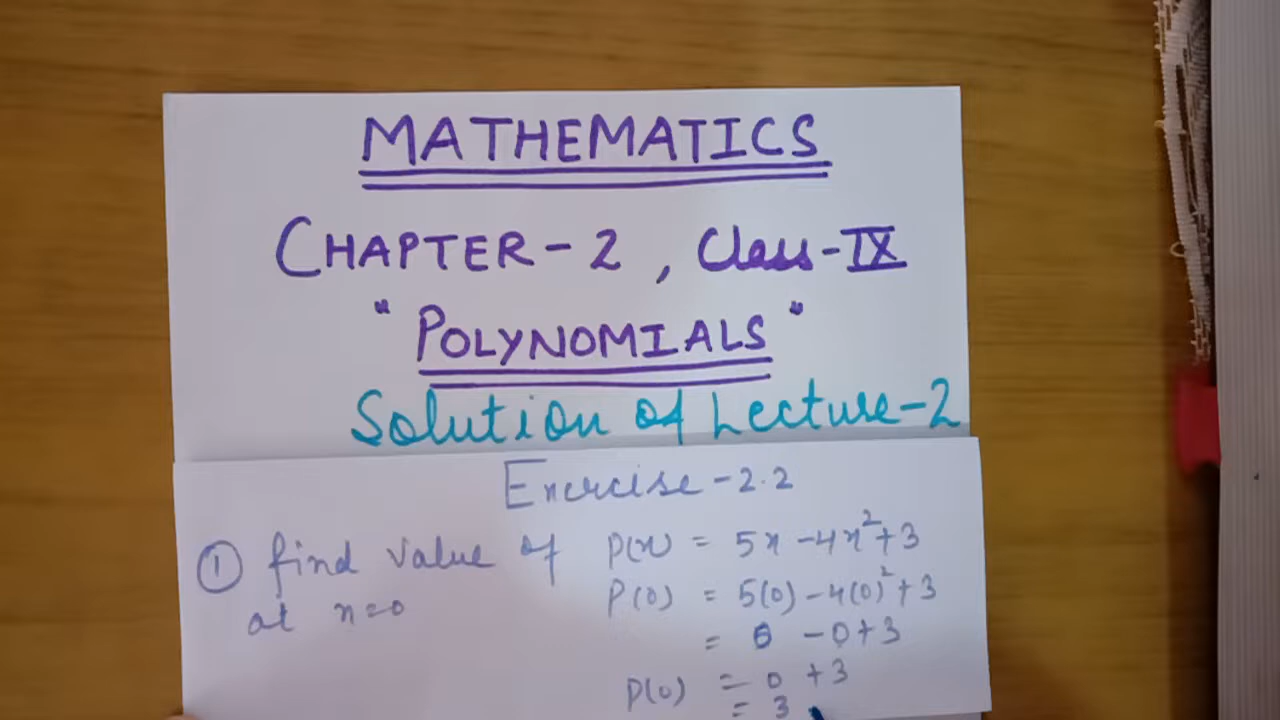 MATHEMATICS
CHAPTER-2, Class-IX
"POLYNOMIALS"
Solution of Lecture-2
Exercise-2.2
① find value of P(x) = 5x - 4x² + 3
at x=0 P(0) = 5(0) - 4(0)² + 3
= 0 - 0 + 3
P(0) = 0 + 3
= 3